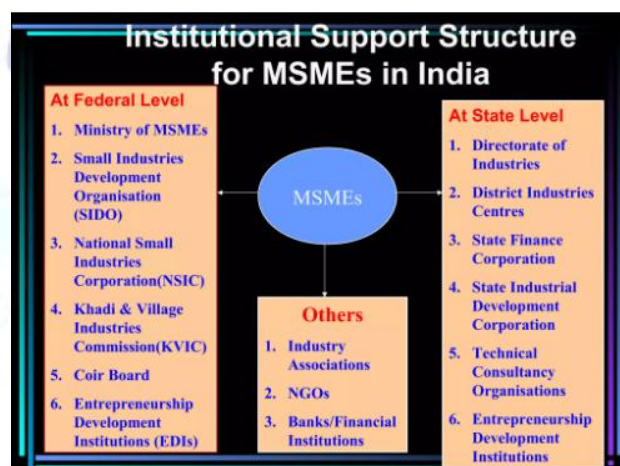 Institutional Support Structure
for MSMEs in India
At Federal Level
1. Ministry of MSMEs
2. Small Industries
Development
Organisation
(SIDO)
3. National Small
Industries
Corporation(NSIC)
4. Khadi & Village
Industries
Commission(KVIC)
5. Coir Board
6. Entrepreneurship
Development
Institutions (EDIs)
MSMEs
Others
1. Industry
Associations
2. NGOs
3. Banks/Financial
Institutions
At State Level
1. Directorate of
Industries
2. District Industries
Centres
3. State Finance
Corporation
4. State Industrial
Development
Corporation
5. Technical
Consultancy
Organisations
6. Entrepreneurship
Development
Institutions